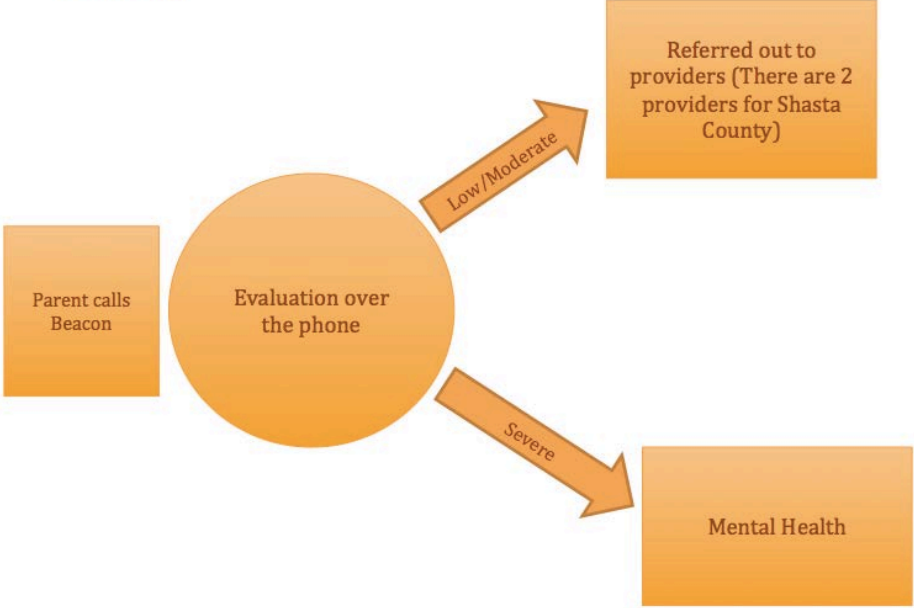 Parent calls
Beacon
Evaluation over
the phone
Low/Moderate
Referred out to
providers (There are 2
providers for Shasta
County)
Severe
Mental Health